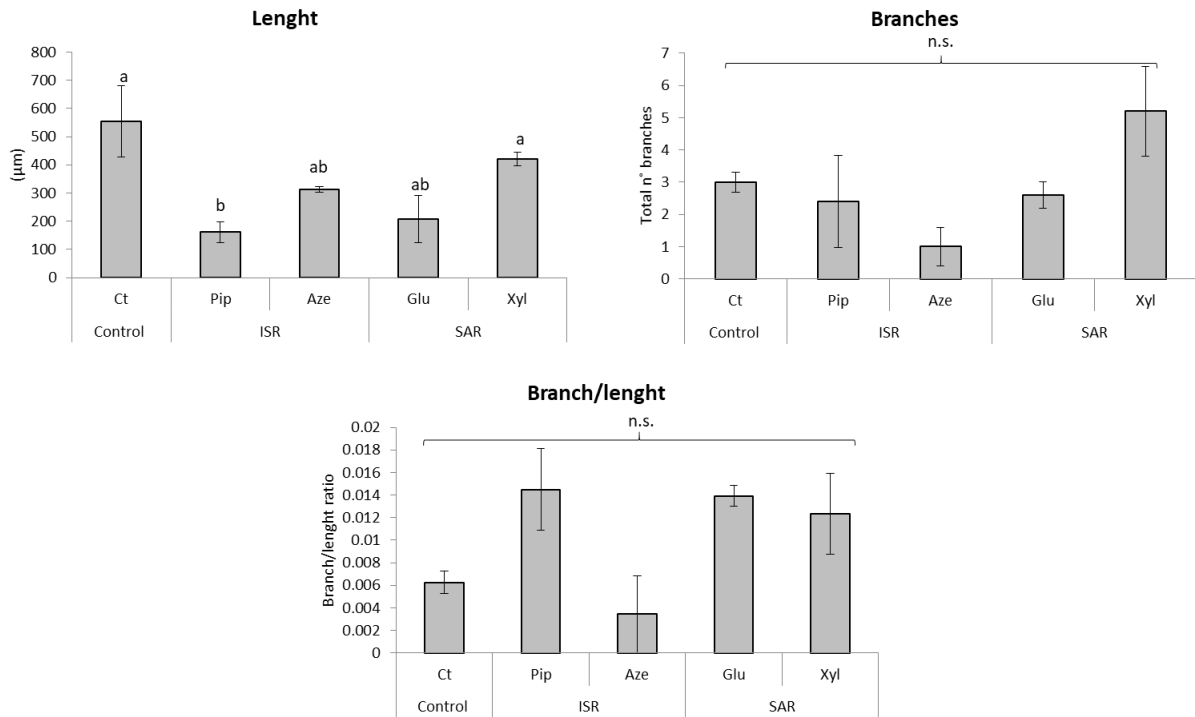 Lenght
800
700
600
500
400
300
200
100
0
(µm)
a
b
ab
ab
a
Ct Pip Aze Glu Xyl
Control ISR SAR
Branches
n.s.
7
6
5
4
3
2
1
0
Total n° branches
Ct Pip Aze Glu Xyl
Control ISR SAR
Branch/lenght
n.s.
0.02
0.018
0.016
0.014
0.012
0.01
0.008
0.006
0.004
0.002
0
Branch/lenght ratio
Ct Pip Aze Glu Xyl
Control ISR SAR